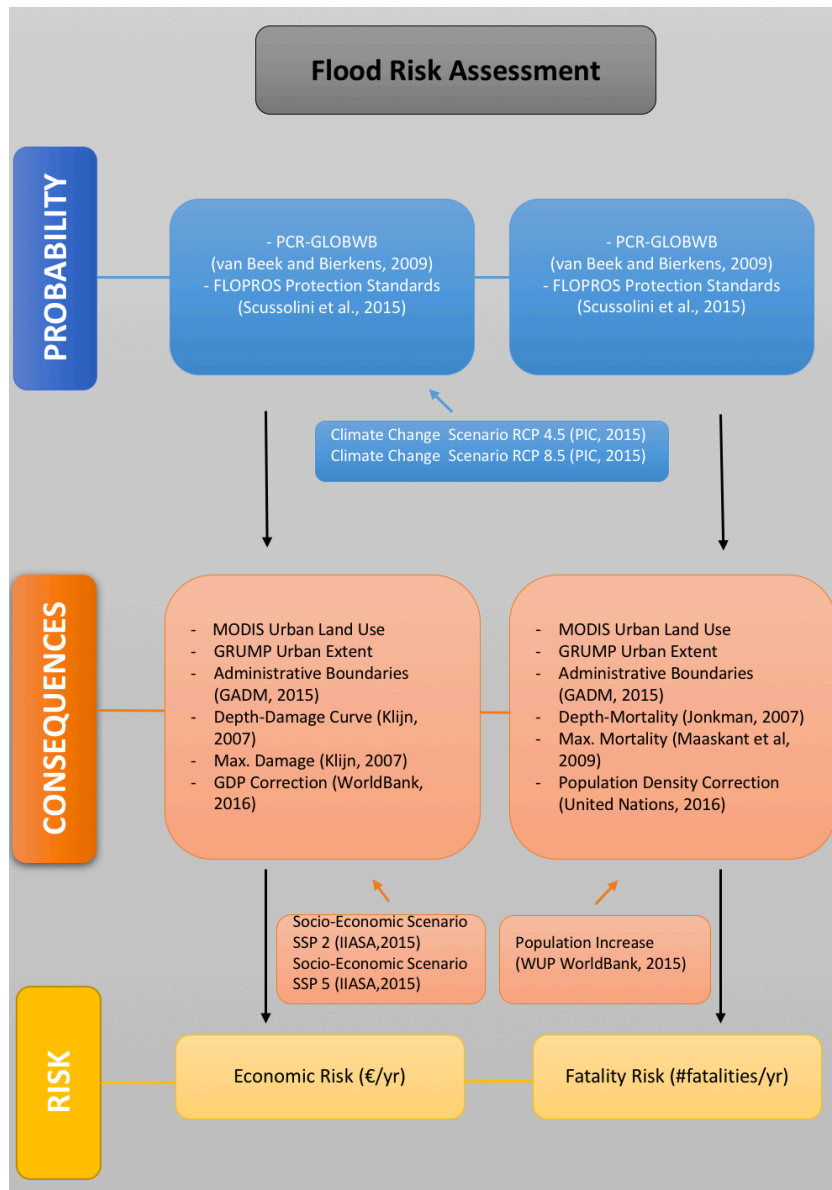 Flood Risk Assessment
PROBABILITY
- PCR-GLOBWB
(van Beek and Bierkens, 2009)
- FLOPROS Protection Standards
(Scussolini et al., 2015)
- PCR-GLOBWB
(van Beek and Bierkens, 2009)
- FLOPROS Protection Standards
(Scussolini et al., 2015)
Climate Change Scenario RCP 4.5 (PIC, 2015)
Climate Change Scenario RCP 8.5 (PIC, 2015)
CONSEQUENCES
- MODIS Urban Land Use
- GRUMP Urban Extent
- Administrative Boundaries
(GADM, 2015)
- Depth-Damage Curve (Klijn,
2007)
- Max. Damage (Klijn, 2007)
- GDP Correction (WorldBank,
2016)
- MODIS Urban Land Use
- GRUMP Urban Extent
- Administrative Boundaries
(GADM, 2015)
- Depth-Mortality (Jonkman, 2007)
- Max. Mortality (Maaskant et al,
2009)
- Population Density Correction
(United Nations, 2016)
Socio-Economic Scenario
SSP 2 (IIASA,2015)
Socio-Economic Scenario
SSP 5 (IIASA,2015)
Population Increase
(WUP WorldBank, 2015)
RISK
Economic Risk (€/yr)
Fatality Risk (#fatalities/yr)